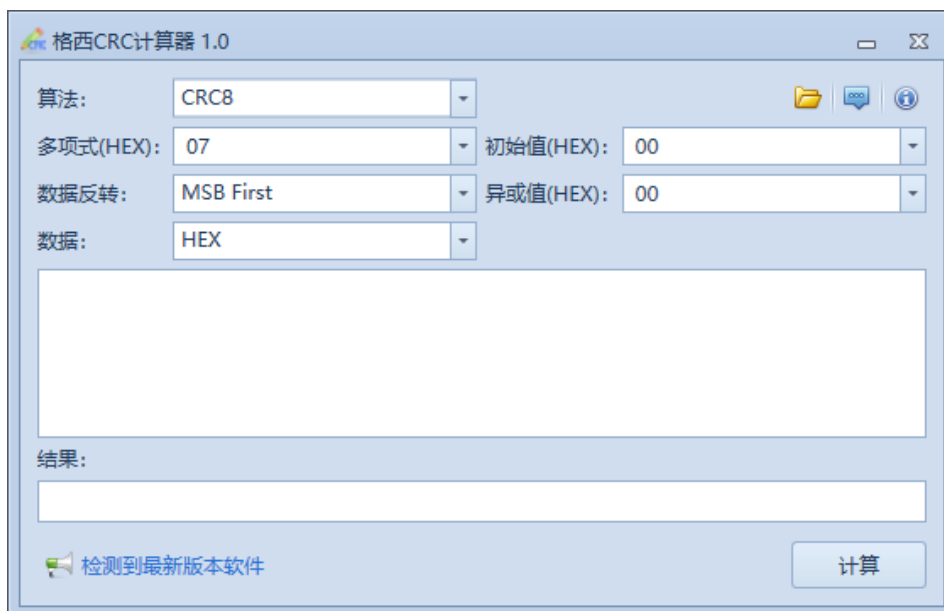 格西CRC计算器 1.0
算法: CRC8
多项式(HEX): 07 初始值(HEX): 00
数据反转: MSB First 异或值(HEX): 00
数据: HEX
结果:
检测到最新版本软件 计算